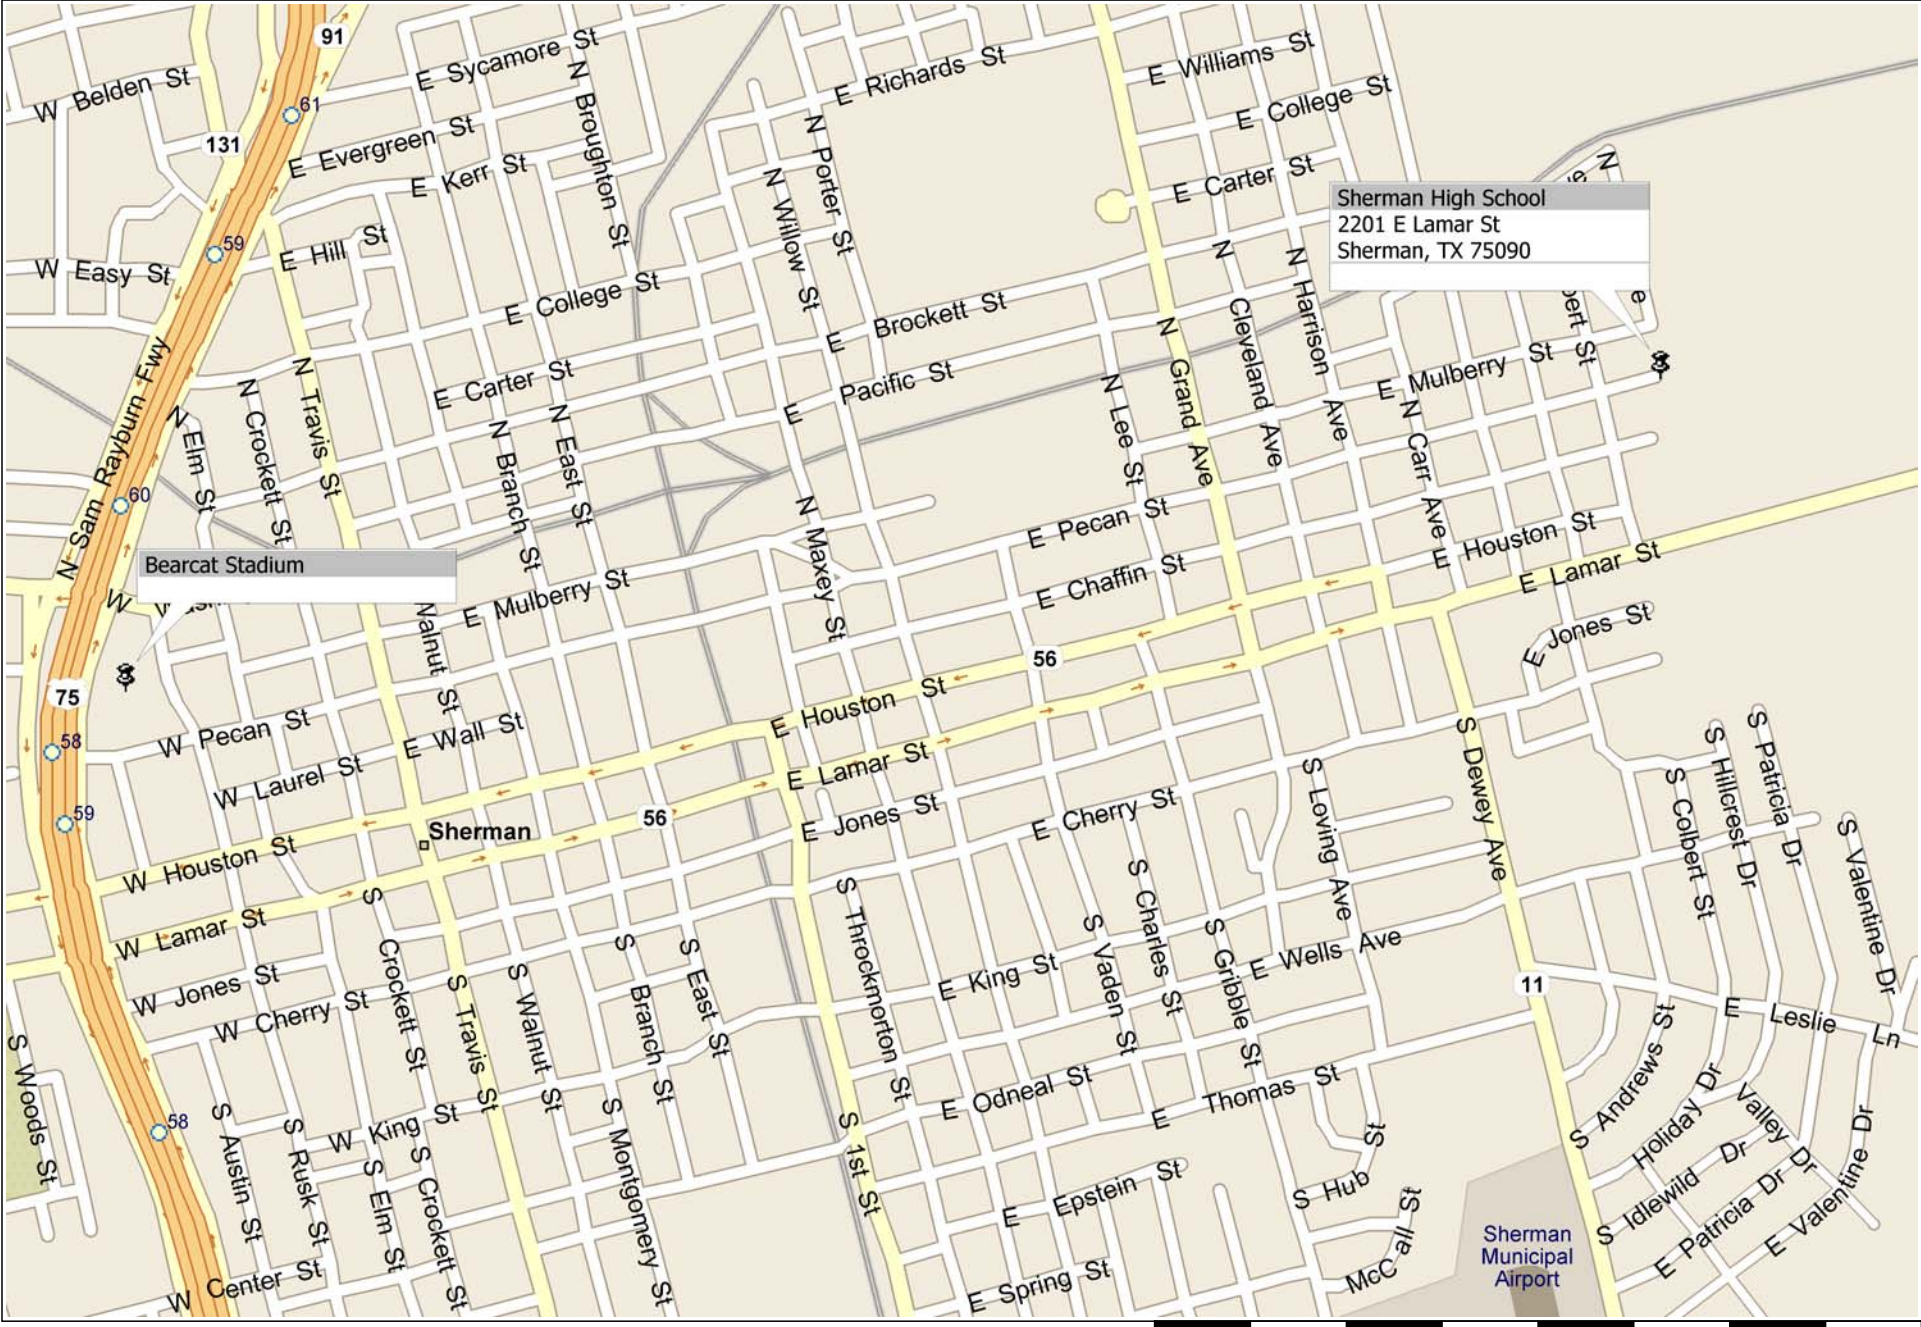 91
E Sycamore St
E Williams St
E Richards St
W Belden St
61
E College St
N Broughton St
N Porter St
131
E Evergreen St
E Kerr St
N Willow St
E Carter St
N
Sherman High School
2201 E Lamar St
Sherman, TX 75090
59
E Hill St
W Easy St
E College St
E Brockett St
N Cleveland Ave
N Harrison Ave
N Sam Rayburn Fwy
N Travis St
N Crockett St
N Elm St
E Carter St
E Pacific St
N Grand Ave
N Lee St
E Mulberry St
N Carr Ave
N Branch St
N East St
60
N Maxey St
E Pecan St
E Houston St
Bearcat Stadium
W
E Chaffin St
E Lamar St
Walnut St
E Mulberry St
E Jones St
56
75
W Pecan St
E Wall St
E Houston St
58
W Laurel St
E Lamar St
S Dewey Ave
S Loving Ave
S Colbert St
S Hillcrest Dr
S Patricia Dr
59
Sherman
56
E Jones St
E Cherry St
S Valentine Dr
W Houston St
W Lamar St
S Crockett St
S Throckmorton St
S Vaden St
S Charles St
S Gribble St
W Jones St
W Cherry St
S Travis St
S Walnut St
S Branch St
S East St
E King St
E Wells Ave
11
E Leslie Ln
S Woods St
S Andrews St
E Odneal St
E Thomas St
58
S Austin St
S Rusk St
W King St
S Elm St
S Crockett St
S Montgomery St
S 1st St
Holiday Dr
Valley Dr
S Hub St
E Epstein St
S Idlewild Dr
E Patricia Dr
E Valentine Dr
McCall St
Sherman
Municipal
Airport
W Center St
E Spring St